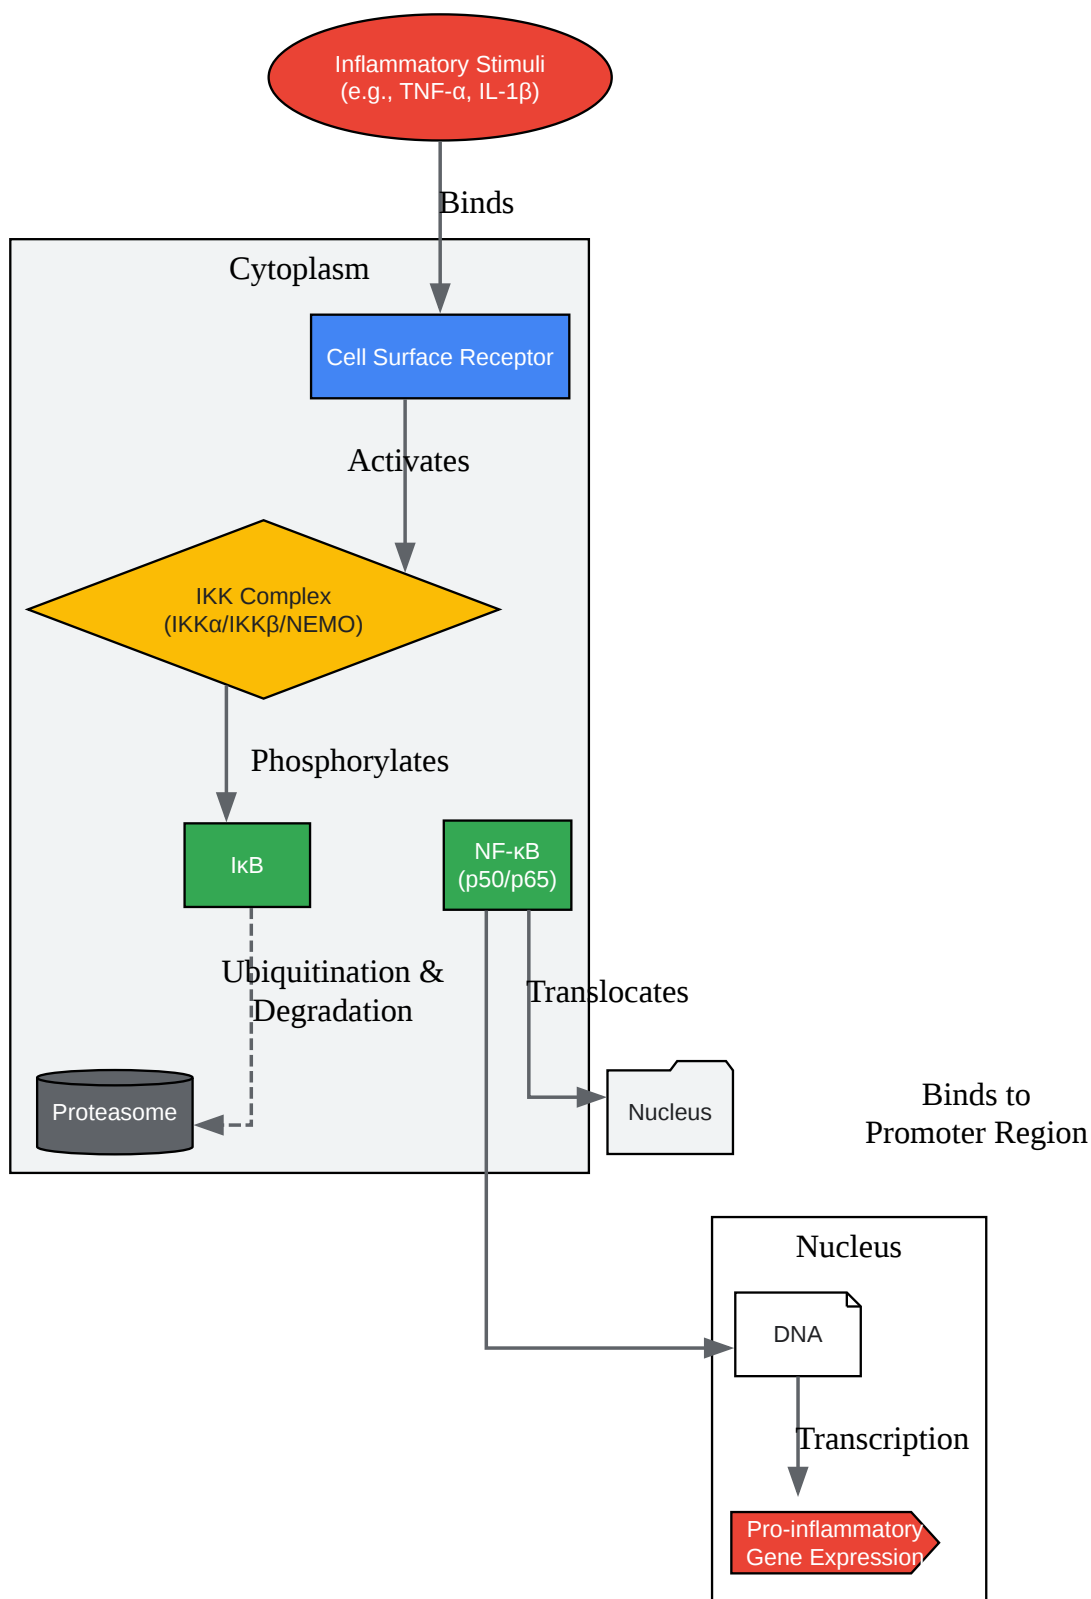 Inflammatory Stimuli
(e.g., TNF-α, IL-1β)
Binds
Cytoplasm
Cell Surface Receptor
Activates
IKK Complex
(IKKα/IKKβ/NEMO)
Phosphorylates
IκB
NF-κB
(p50/p65)
Ubiquitination &
Degradation
Translocates
Proteasome
Nucleus
Binds to
Promoter Region
Nucleus
DNA
Transcription
Pro-inflammatory
Gene Expression